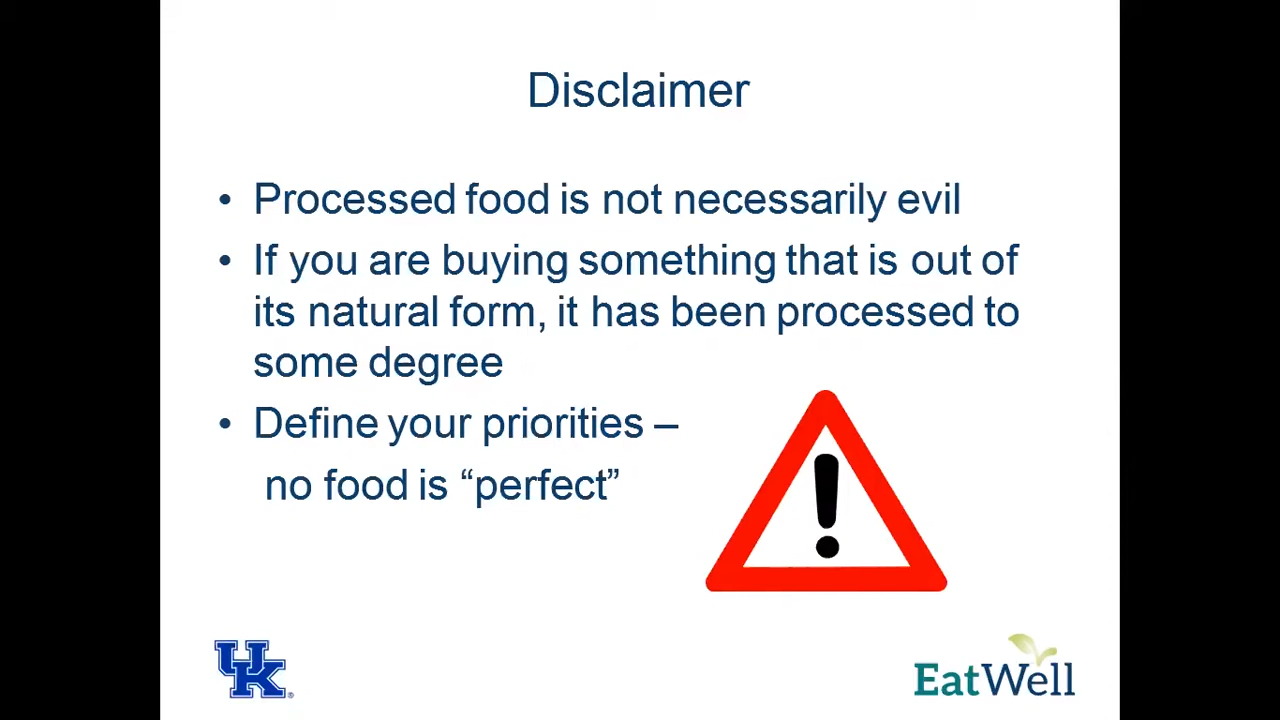 Disclaimer
• Processed food is not necessarily evil
• If you are buying something that is out of
its natural form, it has been processed to
some degree
• Define your priorities –
no food is “perfect”
UK®
EatWell